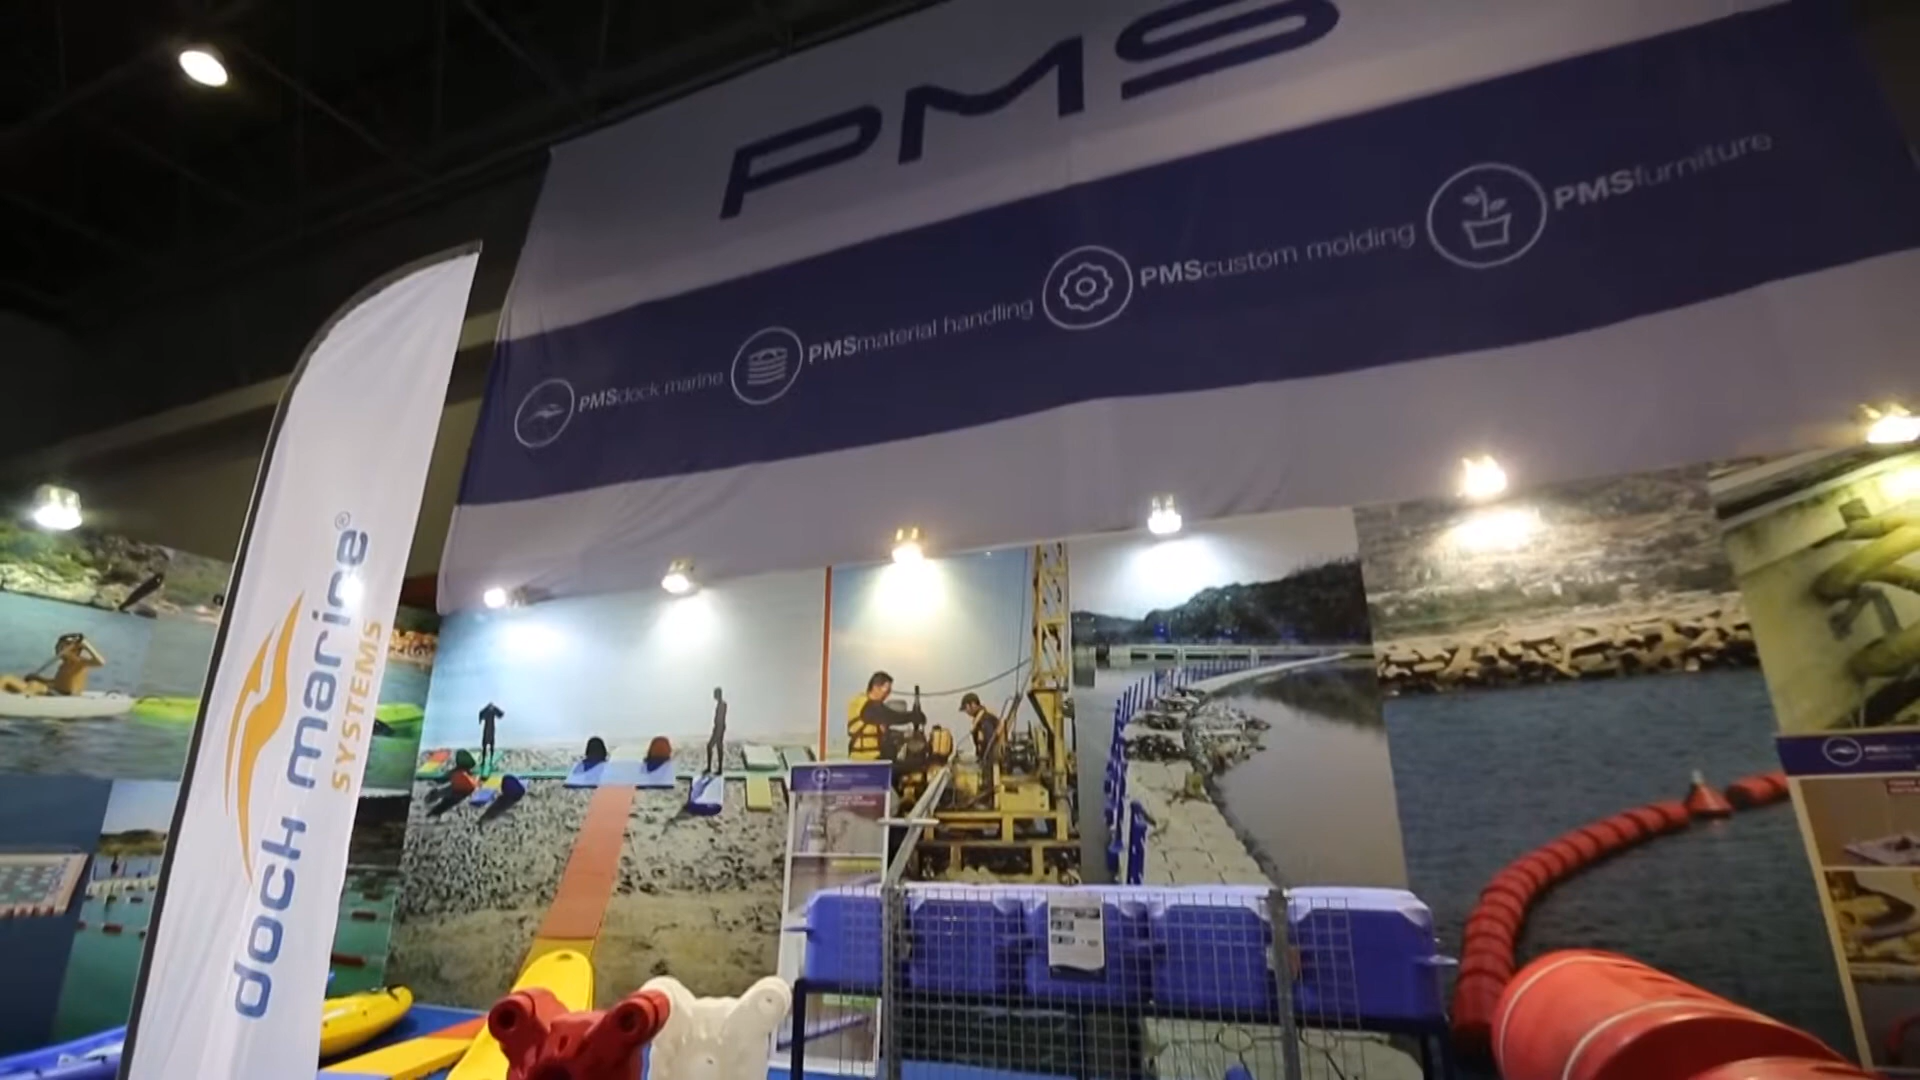 PMS
PMSdock marine
PMSmaterial handling
PMScustom molding
PMSfurniture
dock marine®
SYSTEMS